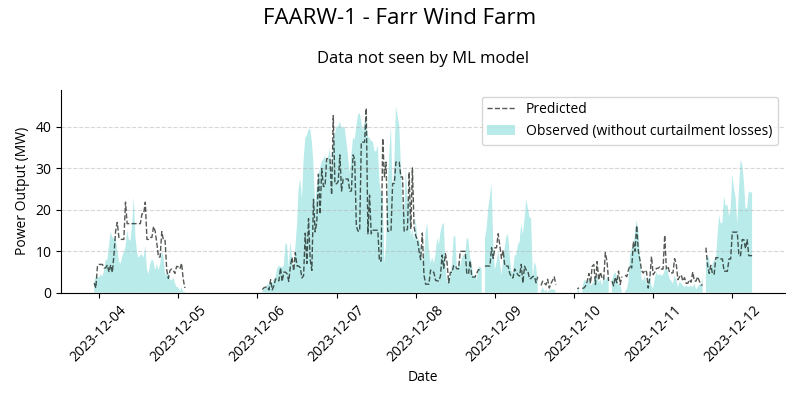 FAARW-1 - Farr Wind Farm
Data not seen by ML model
Predicted
Observed (without curtailment losses)
Power Output (MW)
40
30
20
10
0
2023-12-04
2023-12-05
2023-12-06
2023-12-07
2023-12-08
2023-12-09
2023-12-10
2023-12-11
2023-12-12
Date